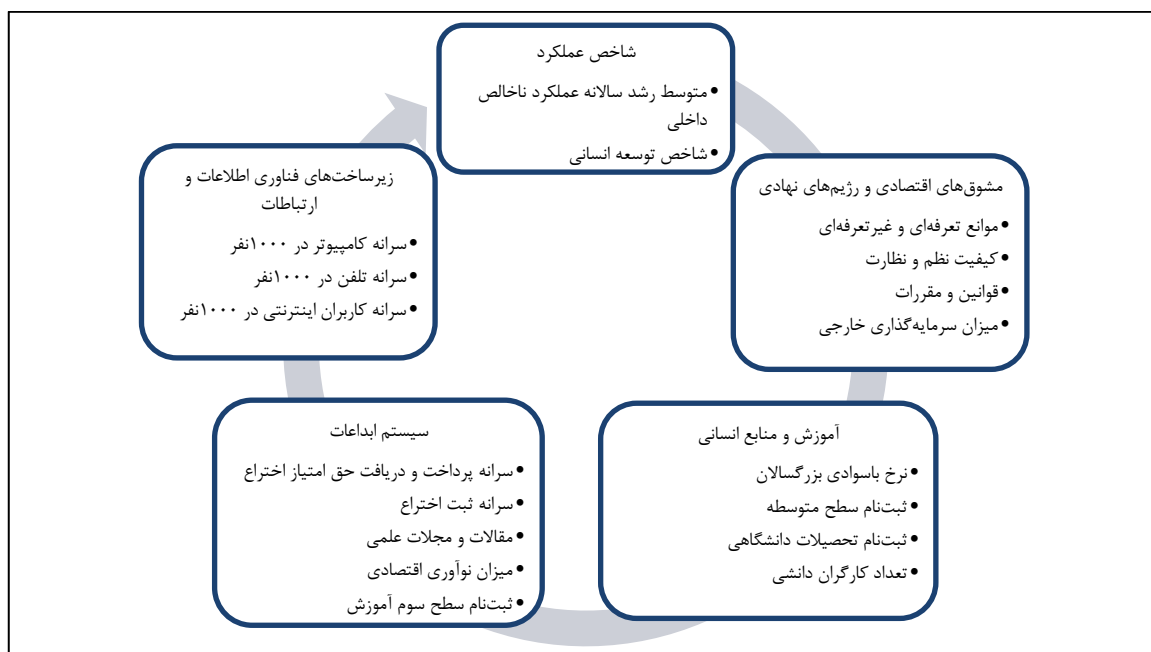 شاخص عملکرد
•متوسط رشد سالانه عملکرد ناخالص
داخلی
•شاخص توسعه انسانی
مشوق‌های اقتصادی و رژیم‌های نهادی
•موانع تعرفه‌ای و غیرتعرفه‌ای
•کیفیت نظم و نظارت
•قوانین و مقررات
•میزان سرمایه‌گذاری خارجی
آموزش و منابع انسانی
•نرخ باسوادی بزرگسالان
•ثبت‌نام سطح متوسطه
•ثبت‌نام تحصیلات دانشگاهی
•تعداد کارگران دانشی
سیستم ابداعات
•سرانه پرداخت و دریافت حق امتیاز اختراع
•سرانه ثبت اختراع
•مقالات و مجلات علمی
•میزان نوآوری اقتصادی
•ثبت‌نام سطح سوم آموزش
زیرساخت‌های فناوری اطلاعات و
ارتباطات
•سرانه کامپیوتر در ۱۰۰۰نفر
•سرانه تلفن در ۱۰۰۰نفر
•سرانه کاربران اینترنتی در ۱۰۰۰نفر